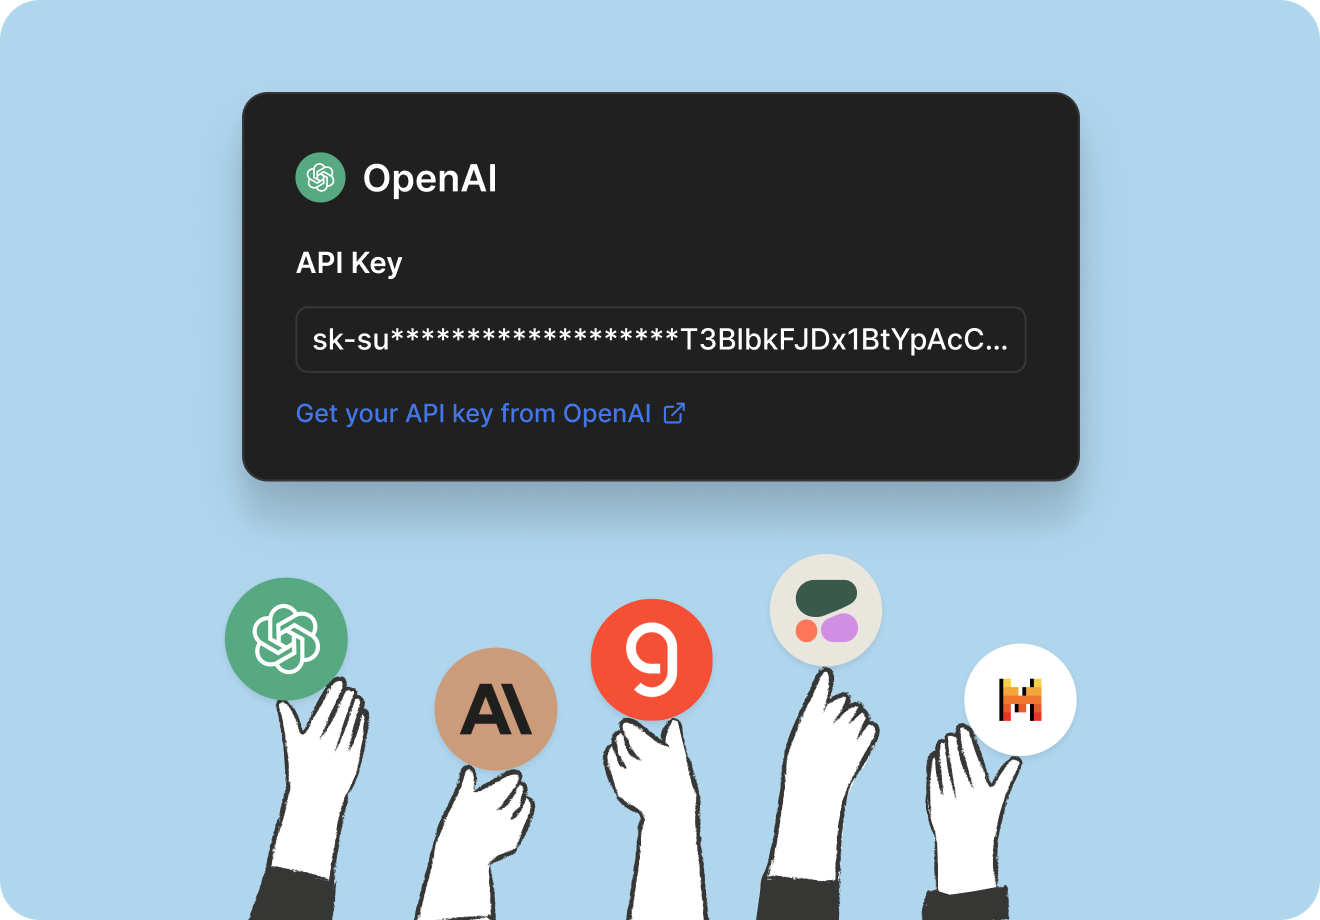 OpenAI
API Key
sk-su*******************T3BlbkFJDx1BtYpAcC...
Get your API key from OpenAI